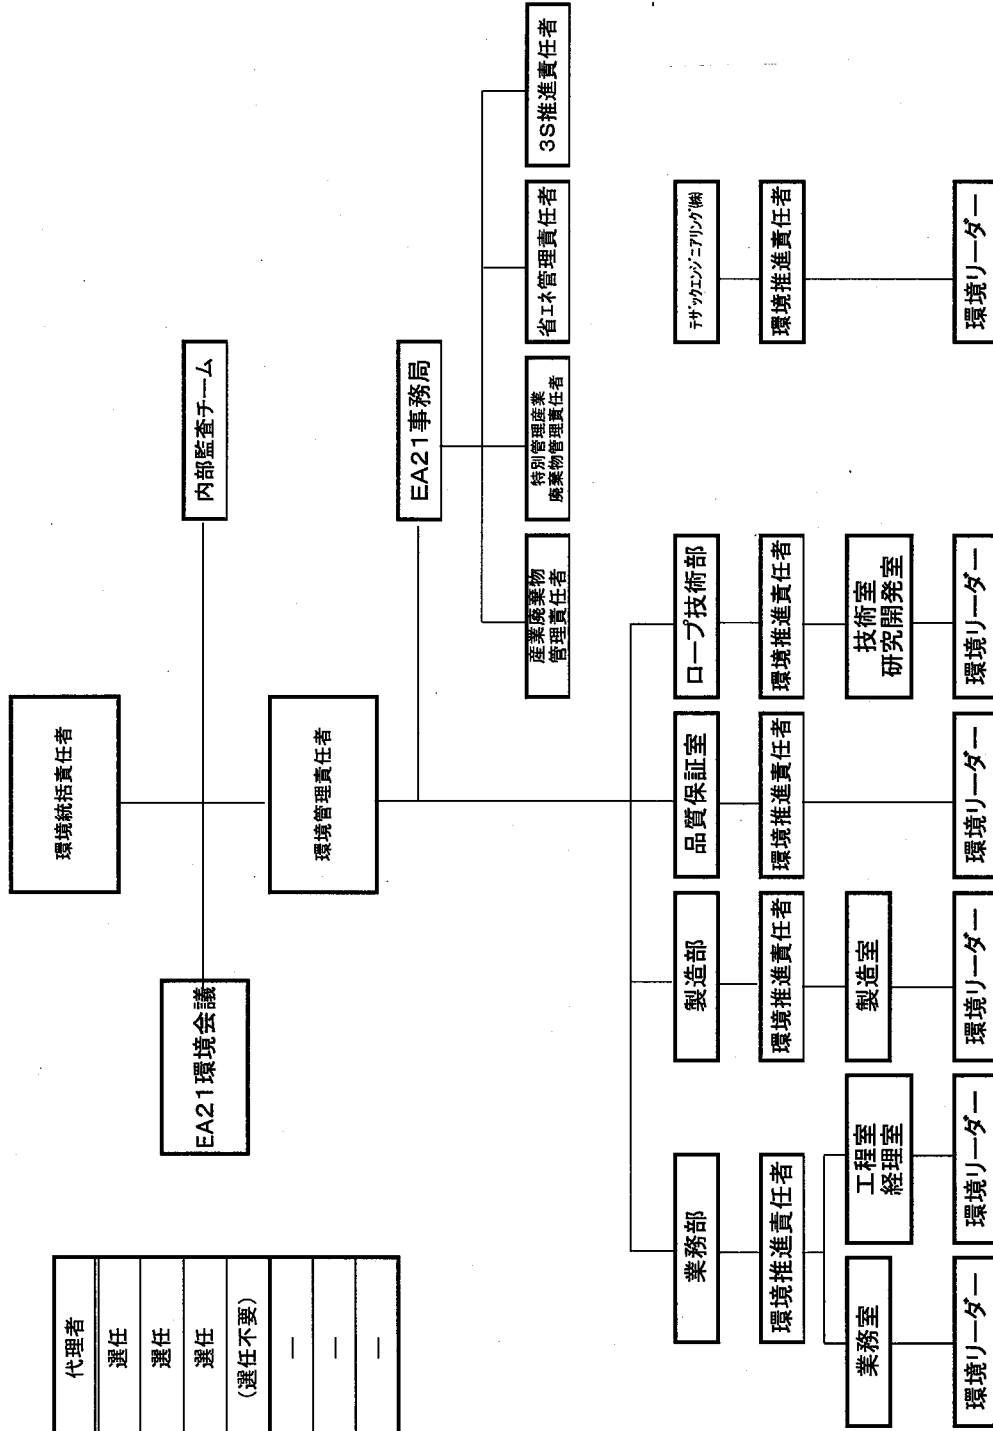 環境統括責任者
EA21環境会議
内部監査チーム
環境管理責任者
EA21事務局
産業廃棄物
管理責任者
特別管理産業
廃棄物管理責任者
省エネ管理責任者
3S推進責任者
業務部
製造部
品質保証室
ロープ技術部
テザックエンジニアリング㈱
環境推進責任者
環境推進責任者
環境推進責任者
環境推進責任者
環境推進責任者
業務室
工程室
経理室
製造室
技術室
研究開発室
環境リーダー
環境リーダー
環境リーダー
環境リーダー
環境リーダー
環境リーダー
代理者
選任
選任
選任
(選任不要)
―
―
―